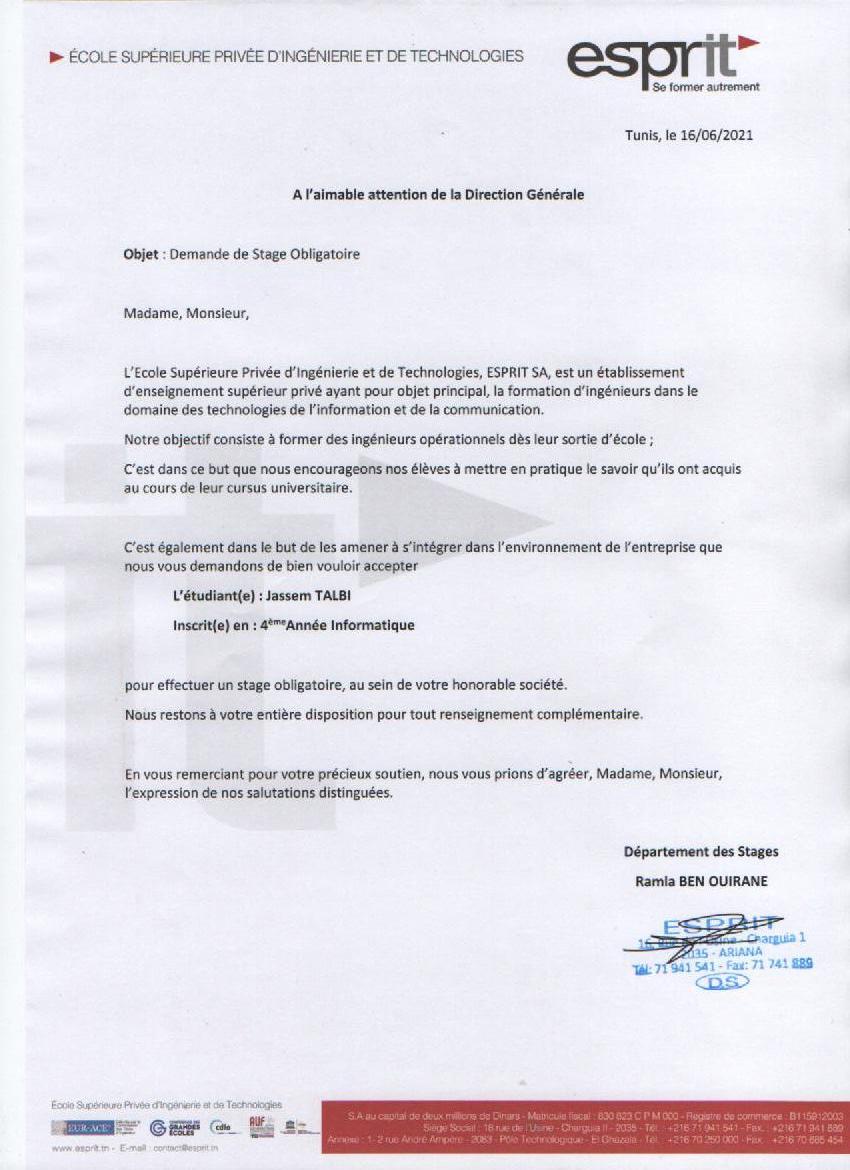 ÉCOLE SUPÉRIEURE PRIVÉE D'INGÉNIERIE ET DE TECHNOLOGIES
esprit
Se former autrement
Tunis, le 16/06/2021
A l'aimable attention de la Direction Générale
Objet : Demande de Stage Obligatoire
Madame, Monsieur,
L'Ecole Supérieure Privée d'Ingénierie et de Technologies, ESPRIT SA, est un établissement
d'enseignement supérieur privé ayant pour objet principal, la formation d'ingénieurs dans le
domaine des technologies de l'information et de la communication.
Notre objectif consiste à former des ingénieurs opérationnels dès leur sortie d'école ;
C'est dans ce but que nous encourageons nos élèves à mettre en pratique le savoir qu'ils ont acquis
au cours de leur cursus universitaire.
C'est également dans le but de les amener à s'intégrer dans l'environnement de l'entreprise que
nous vous demandons de bien vouloir accepter
L'étudiant(e) : Jassem TALBI
Inscrit(e) en : 4èmeAnnée Informatique
pour effectuer un stage obligatoire, au sein de votre honorable société.
Nous restons à votre entière disposition pour tout renseignement complémentaire.
En vous remerciant pour votre précieux soutien, nous vous prions d'agréer, Madame, Monsieur,
l'expression de nos salutations distinguées.
Département des Stages
Ramla BEN OUIRANE
ESPRIT
Charguia 1
2035 - ARIANA
Tél: 71 941 541 - Fax: 71 741 889
D.S
Ecole Supérieure Privée d'Ingénierie et de Technologies
EUR-ACE CONFÉRENCE DES GRANDES ÉCOLES cdio AUF
www.esprit.tn - E-mail : contact@esprit.tn
S.A au capital de deux millions de Dinars - Matricule fiscal : 630 623 C P M 000 - Registre de commerce : B115912003
Siège Social : 18 rue de l'Usine - Charguia II - 2035 - Tél. : +216 71 941 541 - Fax. : +216 71 941 889
Annexe : 1- 2 rue André Ampère - 2083 - Pôle Technologique - El Ghazala - Tél. : +216 70 250 000 - Fax. +216 70 685 454